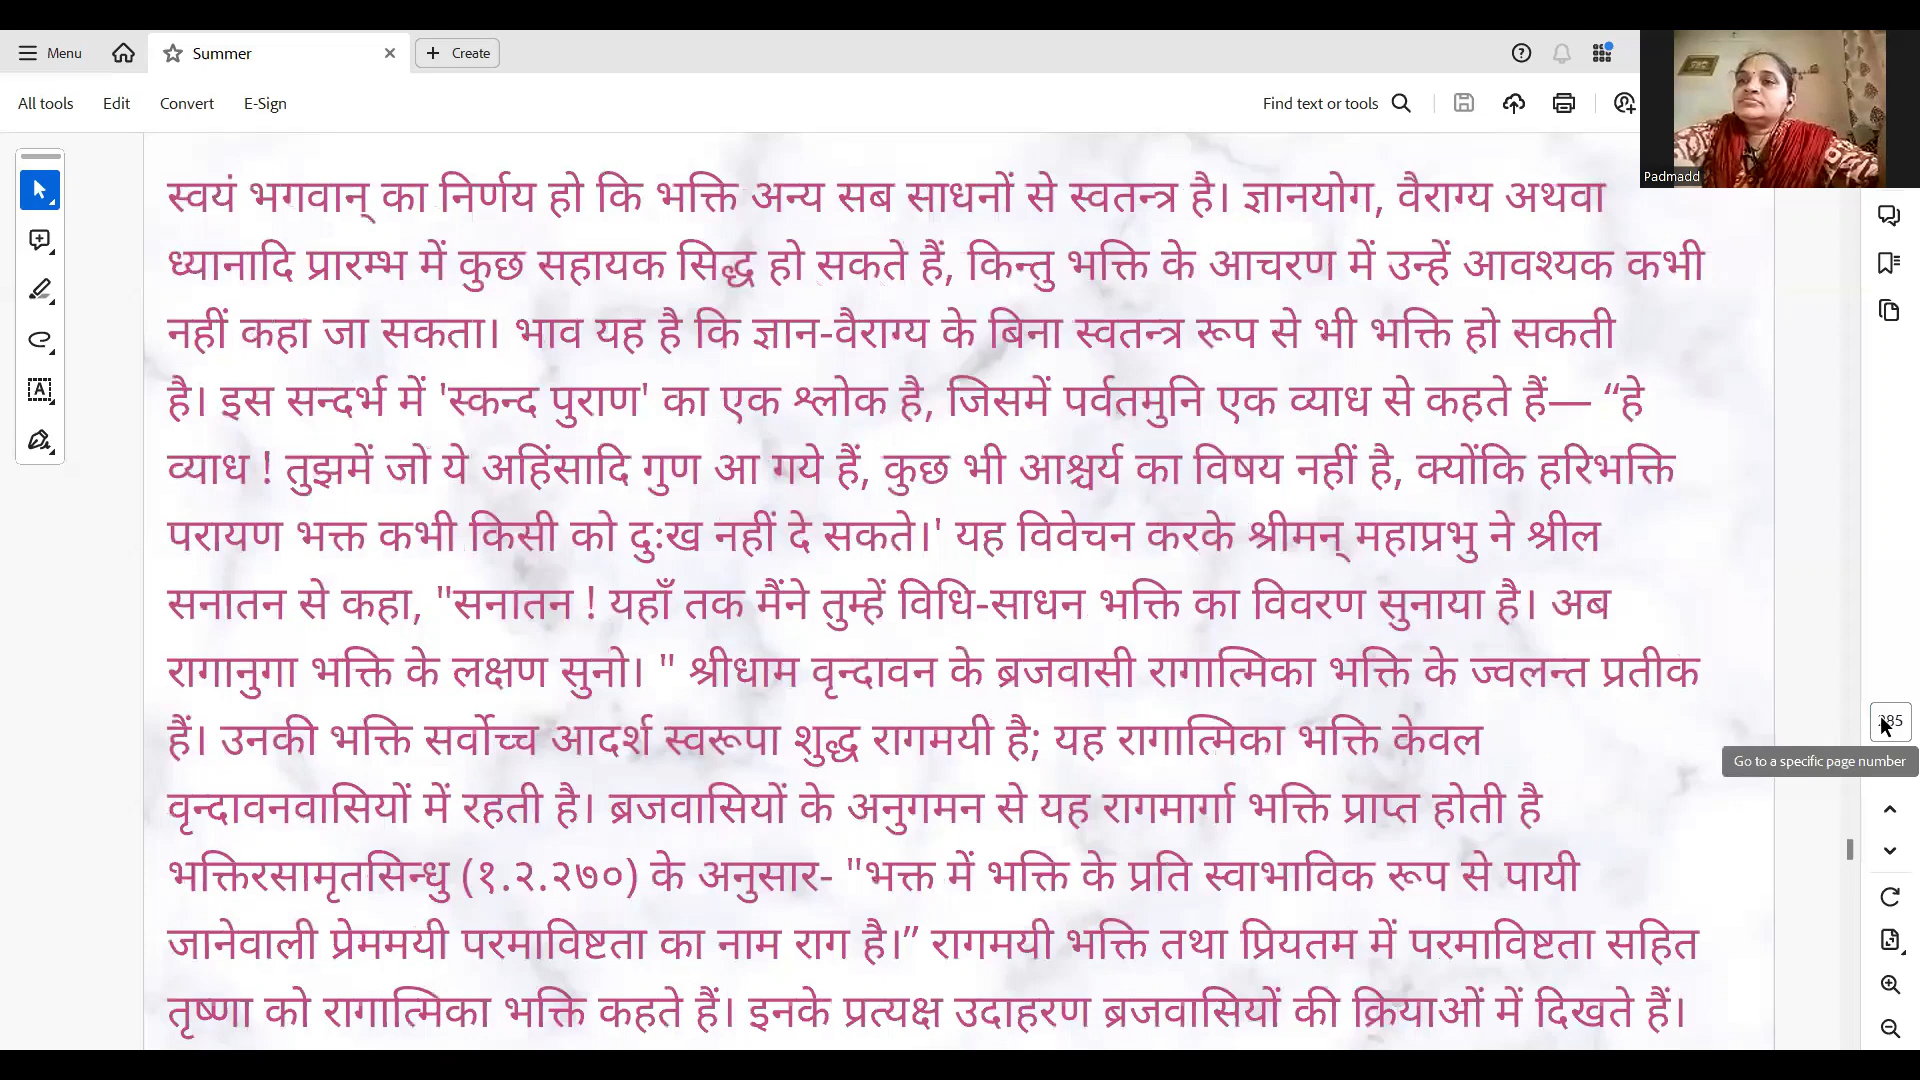 Menu
Summer
Create
All tools
Edit
Convert
E-Sign
Find text or tools
Padmadd
स्वयं भगवान् का निर्णय हो कि भक्ति अन्य सब साधनों से स्वतन्त्र है। ज्ञानयोग, वैराग्य अथवा
ध्यानादि प्रारम्भ में कुछ सहायक सिद्ध हो सकते हैं, किन्तु भक्ति के आचरण में उन्हें आवश्यक कभी
नहीं कहा जा सकता। भाव यह है कि ज्ञान-वैराग्य के बिना स्वतन्त्र रूप से भी भक्ति हो सकती
है। इस सन्दर्भ में 'स्कन्द पुराण' का एक श्लोक है, जिसमें पर्वतमुनि एक व्याध से कहते हैं— “हे
व्याध ! तुझमें जो ये अहिंसादि गुण आ गये हैं, कुछ भी आश्चर्य का विषय नहीं है, क्योंकि हरिभक्ति
परायण भक्त कभी किसी को दुःख नहीं दे सकते।' यह विवेचन करके श्रीमन् महाप्रभु ने श्रील
सनातन से कहा, "सनातन ! यहाँ तक मैंने तुम्हें विधि-साधन भक्ति का विवरण सुनाया है। अब
रागानुगा भक्ति के लक्षण सुनो। " श्रीधाम वृन्दावन के ब्रजवासी रागात्मिका भक्ति के ज्वलन्त प्रतीक
हैं। उनकी भक्ति सर्वोच्च आदर्श स्वरूपा शुद्ध रागमयी है; यह रागात्मिका भक्ति केवल
वृन्दावनवासियों में रहती है। ब्रजवासियों के अनुगमन से यह रागमार्गा भक्ति प्राप्त होती है
भक्तिरसामृतसिन्धु (१.२.२७०) के अनुसार- "भक्त में भक्ति के प्रति स्वाभाविक रूप से पायी
जानेवाली प्रेममयी परमाविष्टता का नाम राग है।” रागमयी भक्ति तथा प्रियतम में परमाविष्टता सहित
तृष्णा को रागात्मिका भक्ति कहते हैं। इनके प्रत्यक्ष उदाहरण ब्रजवासियों की क्रियाओं में दिखते हैं।
Go to a specific page number